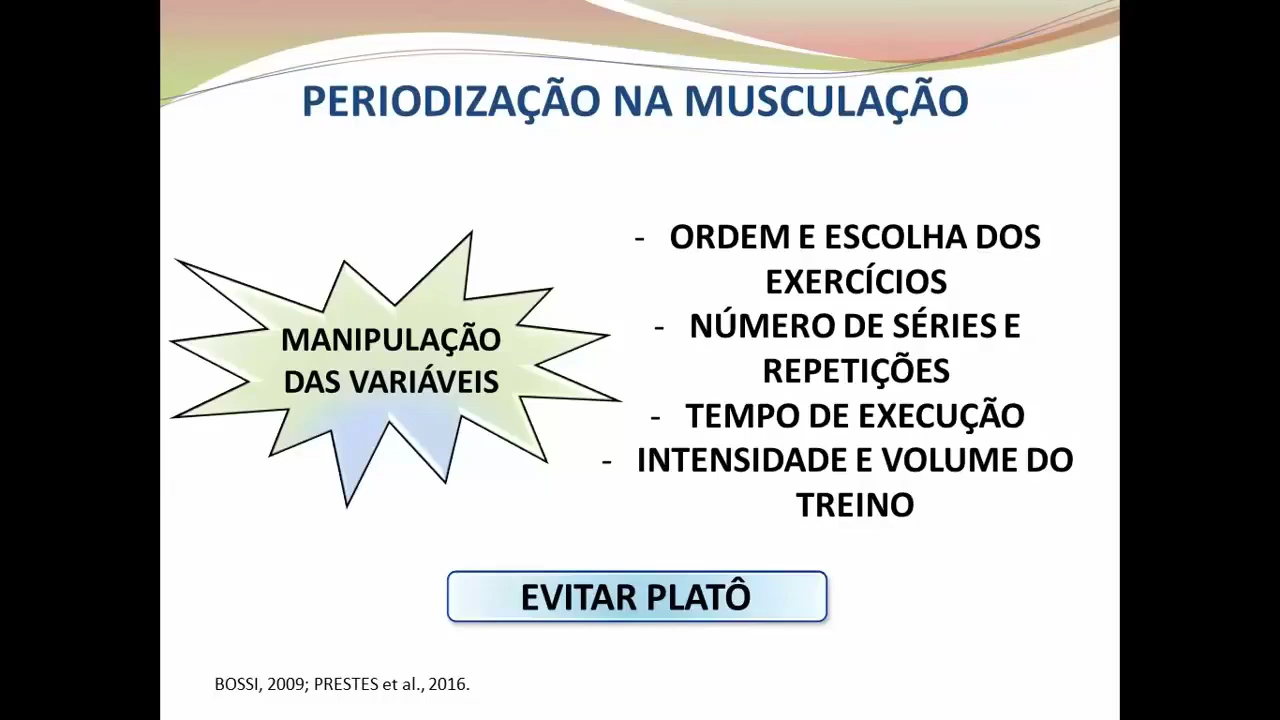 PERIODIZAÇÃO NA MUSCULAÇÃO
MANIPULAÇÃO
DAS VARIÁVEIS
- ORDEM E ESCOLHA DOS
EXERCÍCIOS
- NÚMERO DE SÉRIES E
REPETIÇÕES
- TEMPO DE EXECUÇÃO
- INTENSIDADE E VOLUME DO
TREINO
EVITAR PLATÔ
BOSSI, 2009; PRESTES et al., 2016.